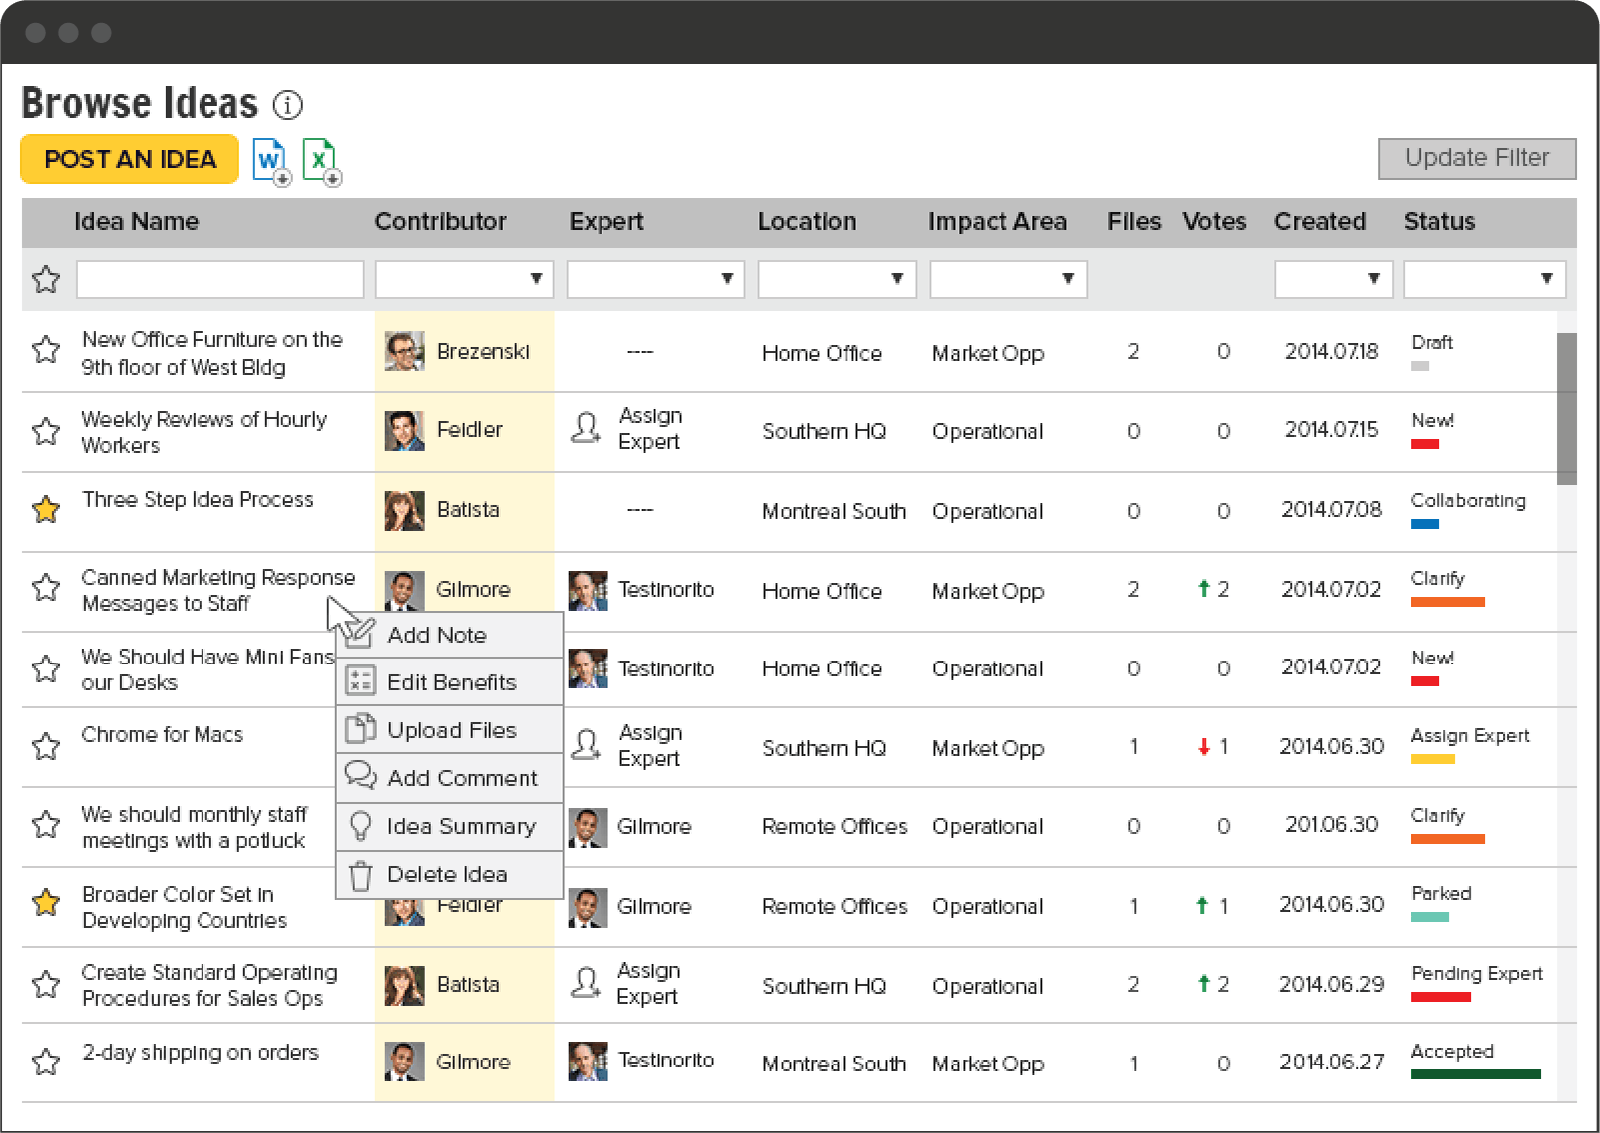 Browse Ideas i
POST AN IDEA W X Update Filter
Idea Name Contributor Expert Location Impact Area Files Votes Created Status
New Office Furniture on the
9th floor of West Bldg
Brezenski ---- Home Office Market Opp 2 0 2014.07.18 Draft
Weekly Reviews of Hourly
Workers
Feidler Assign
Expert
Southern HQ Operational 0 0 2014.07.15 New!
Three Step Idea Process Batista ---- Montreal South Operational 0 0 2014.07.08 Collaborating
Canned Marketing Response
Messages to Staff
Gilmore Testinorito Home Office Market Opp 2 2 2014.07.02 Clarify
Add Note
Edit Benefits
Upload Files
Add Comment
Idea Summary
Delete Idea
We Should Have Mini Fans
our Desks
Testinorito Home Office Operational 0 0 2014.07.02 New!
Chrome for Macs Assign
Expert
Southern HQ Market Opp 1 1 2014.06.30 Assign Expert
We should monthly staff
meetings with a potluck
Gilmore Remote Offices Operational 0 0 201.06.30 Clarify
Broader Color Set in
Developing Countries
Feidler Gilmore Remote Offices Operational 1 1 2014.06.30 Parked
Create Standard Operating
Procedures for Sales Ops
Batista Assign
Expert
Southern HQ Operational 2 2 2014.06.29 Pending Expert
2-day shipping on orders Gilmore Testinorito Montreal South Market Opp 1 0 2014.06.27 Accepted